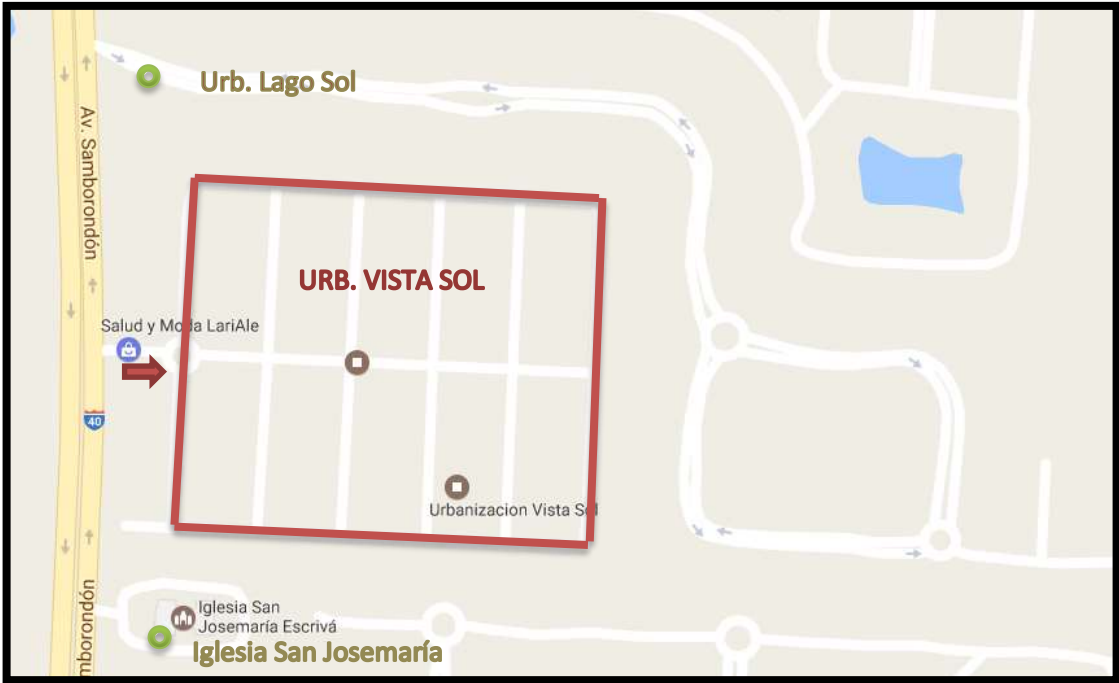 Urb. Lago Sol
Av. Samborondón
URB. VISTA SOL
Salud y Moda LariAle
40
Urbanizacion Vista Sol
Iglesia San
Josemaría Escrivá
Iglesia San Josemaría
mborondón